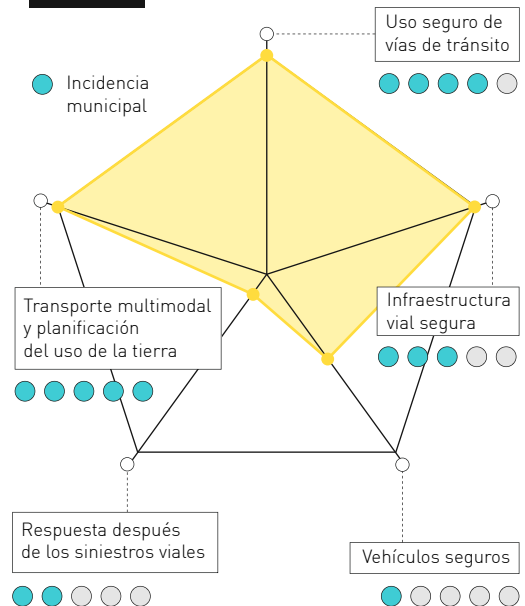 Uso seguro de
vías de tránsito
Incidencia
municipal
Transporte multimodal
y planificación
del uso de la tierra
Infraestructura
vial segura
Respuesta después
de los siniestros viales
Vehículos seguros